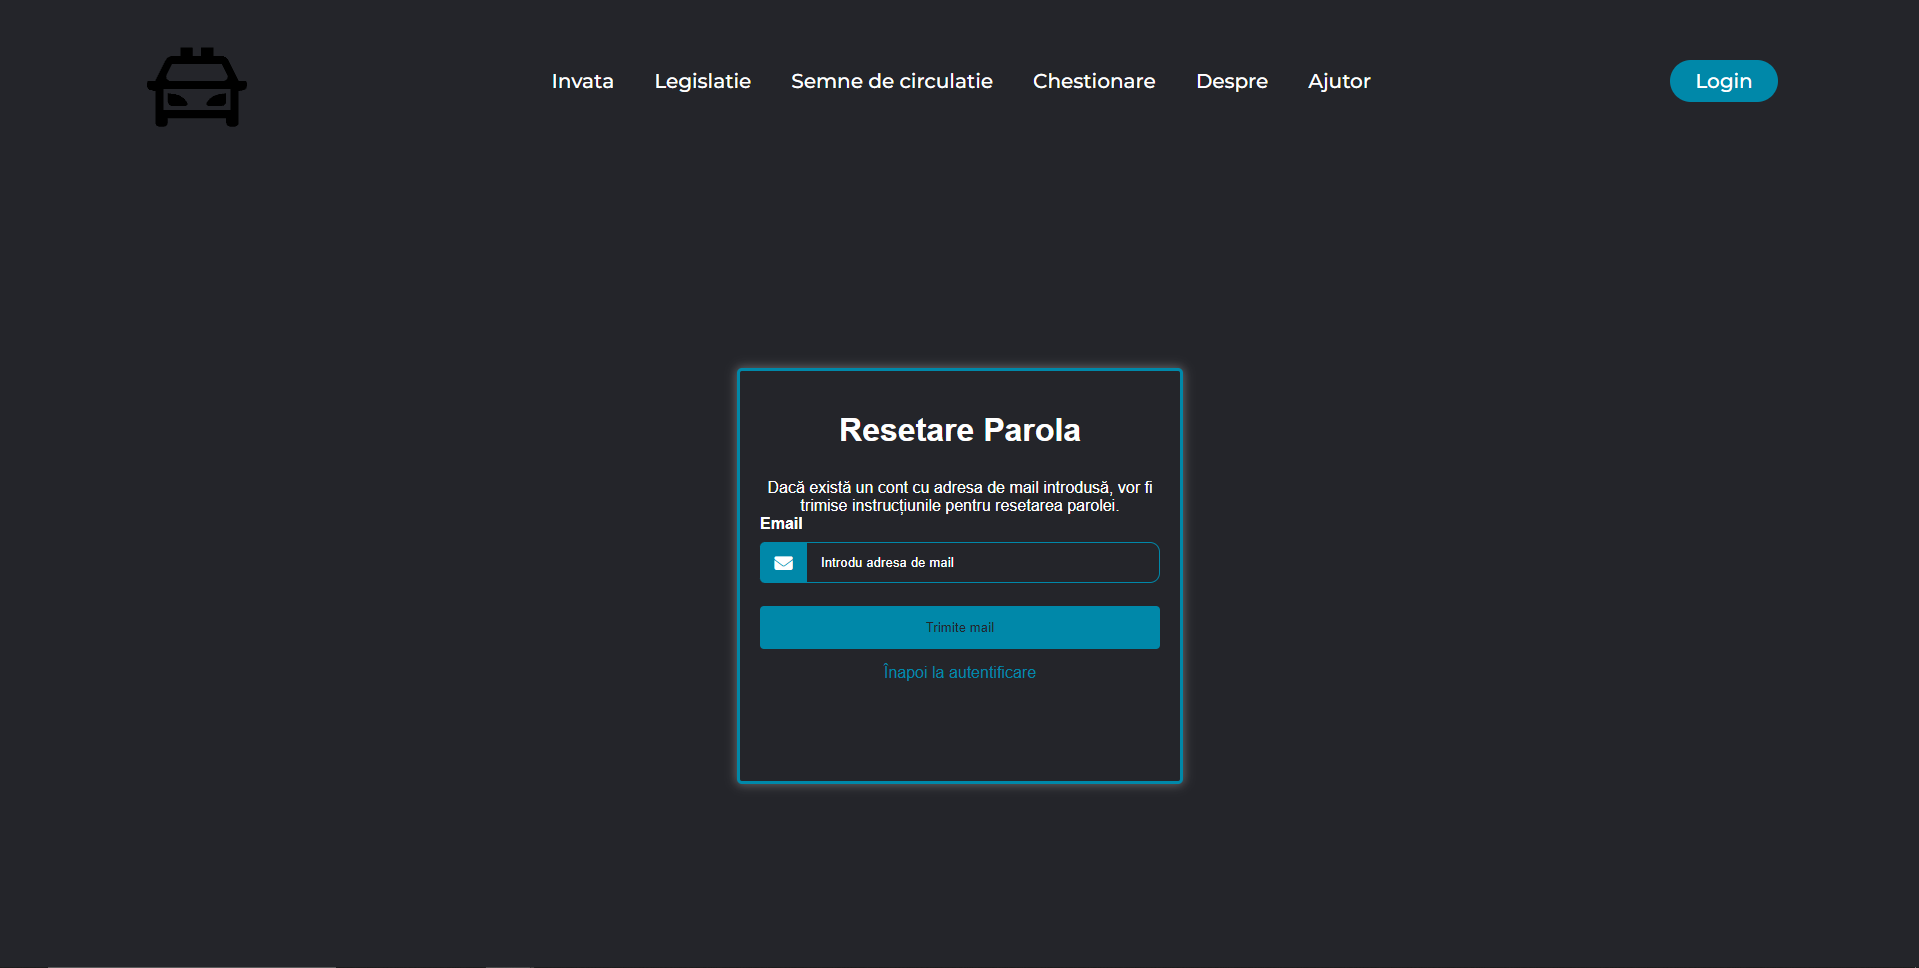 Invata Legislatie Semne de circulatie Chestionare Despre Ajutor Login
Resetare Parola
Dacă există un cont cu adresa de mail introdusă, vor fi
trimise instrucțiunile pentru resetarea parolei.
Email
Introdu adresa de mail
Trimite mail
Înapoi la autentificare